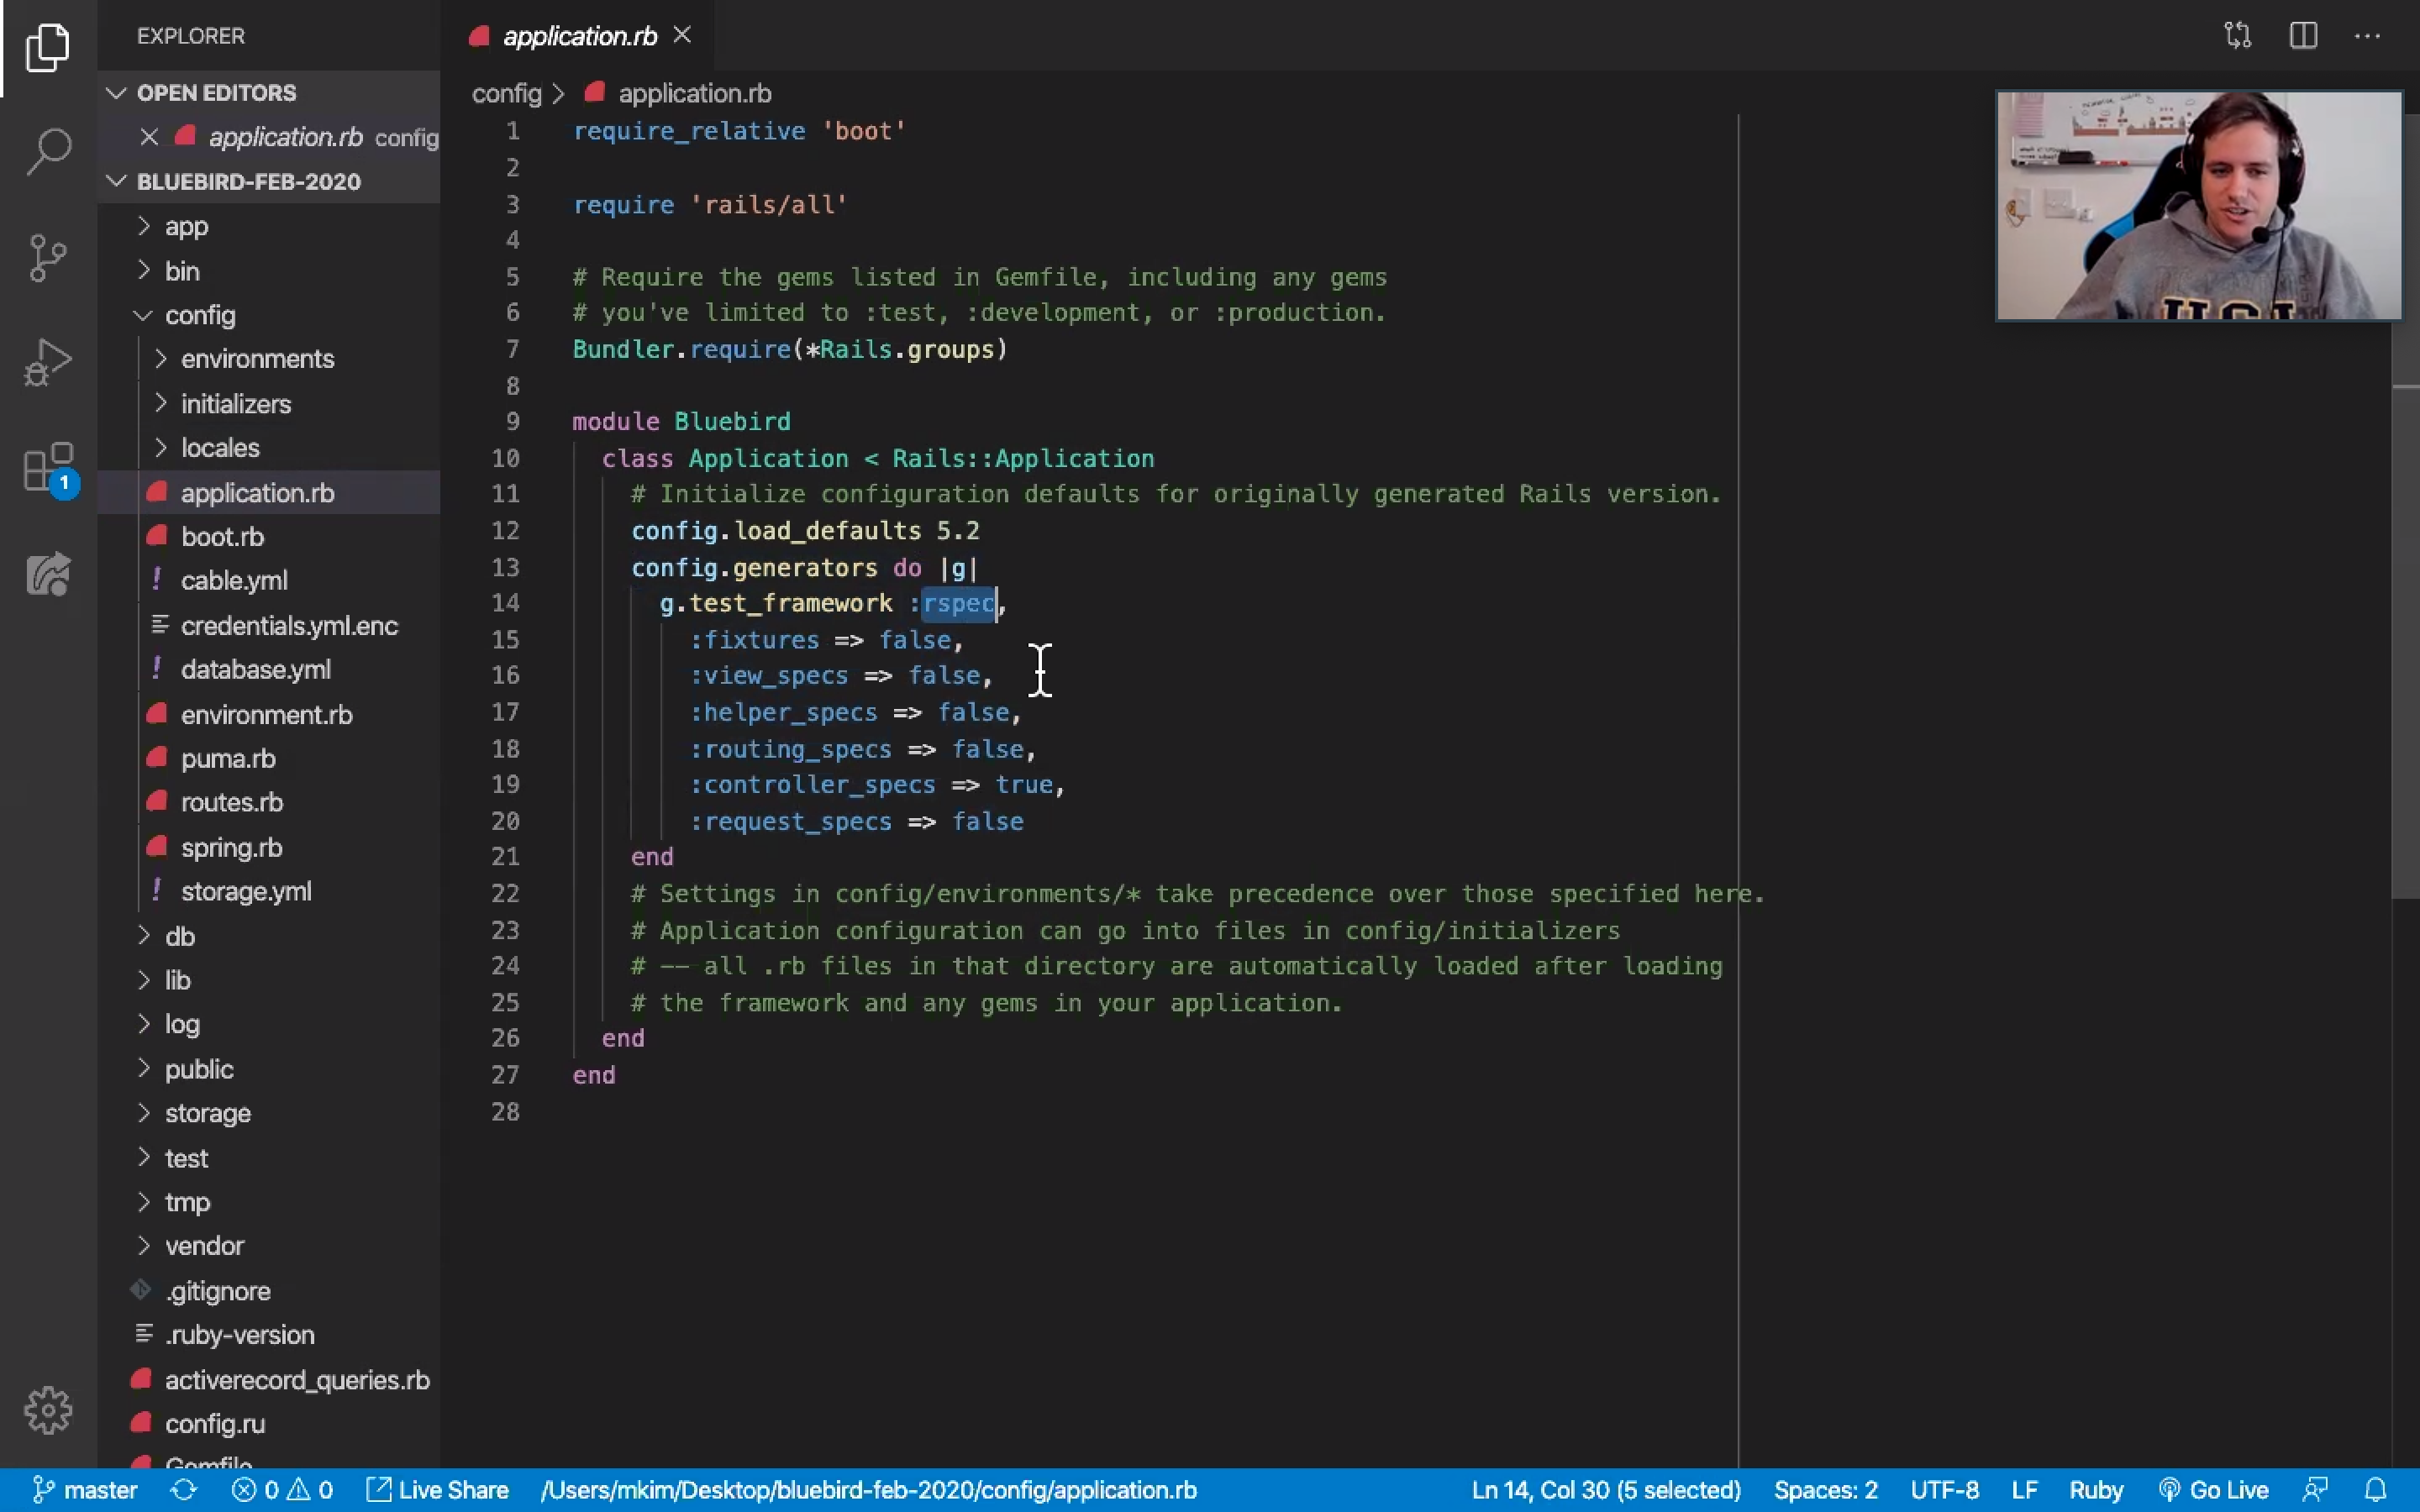 EXPLORER
OPEN EDITORS
application.rb config
BLUEBIRD-FEB-2020
app
bin
config
environments
initializers
locales
application.rb
boot.rb
cable.yml
credentials.yml.enc
database.yml
environment.rb
puma.rb
routes.rb
spring.rb
storage.yml
db
lib
log
public
storage
test
tmp
vendor
.gitignore
.ruby-version
activerecord_queries.rb
config.ru
Gemfile
1
application.rb
config > application.rb
1 require_relative 'boot'
2
3 require 'rails/all'
4
5 # Require the gems listed in Gemfile, including any gems
6 # you've limited to :test, :development, or :production.
7 Bundler.require(*Rails.groups)
8
9 module Bluebird
10 class Application < Rails::Application
11 # Initialize configuration defaults for originally generated Rails version.
12 config.load_defaults 5.2
13 config.generators do |g|
14 g.test_framework :rspec,
15 :fixtures => false,
16 :view_specs => false,
17 :helper_specs => false,
18 :routing_specs => false,
19 :controller_specs => true,
20 :request_specs => false
21 end
22 # Settings in config/environments/* take precedence over those specified here.
23 # Application configuration can go into files in config/initializers
24 # -- all .rb files in that directory are automatically loaded after loading
25 # the framework and any gems in your application.
26 end
27 end
28
master 0 0 Live Share /Users/mkim/Desktop/bluebird-feb-2020/config/application.rb Ln 14, Col 30 (5 selected) Spaces: 2 UTF-8 LF Ruby Go Live